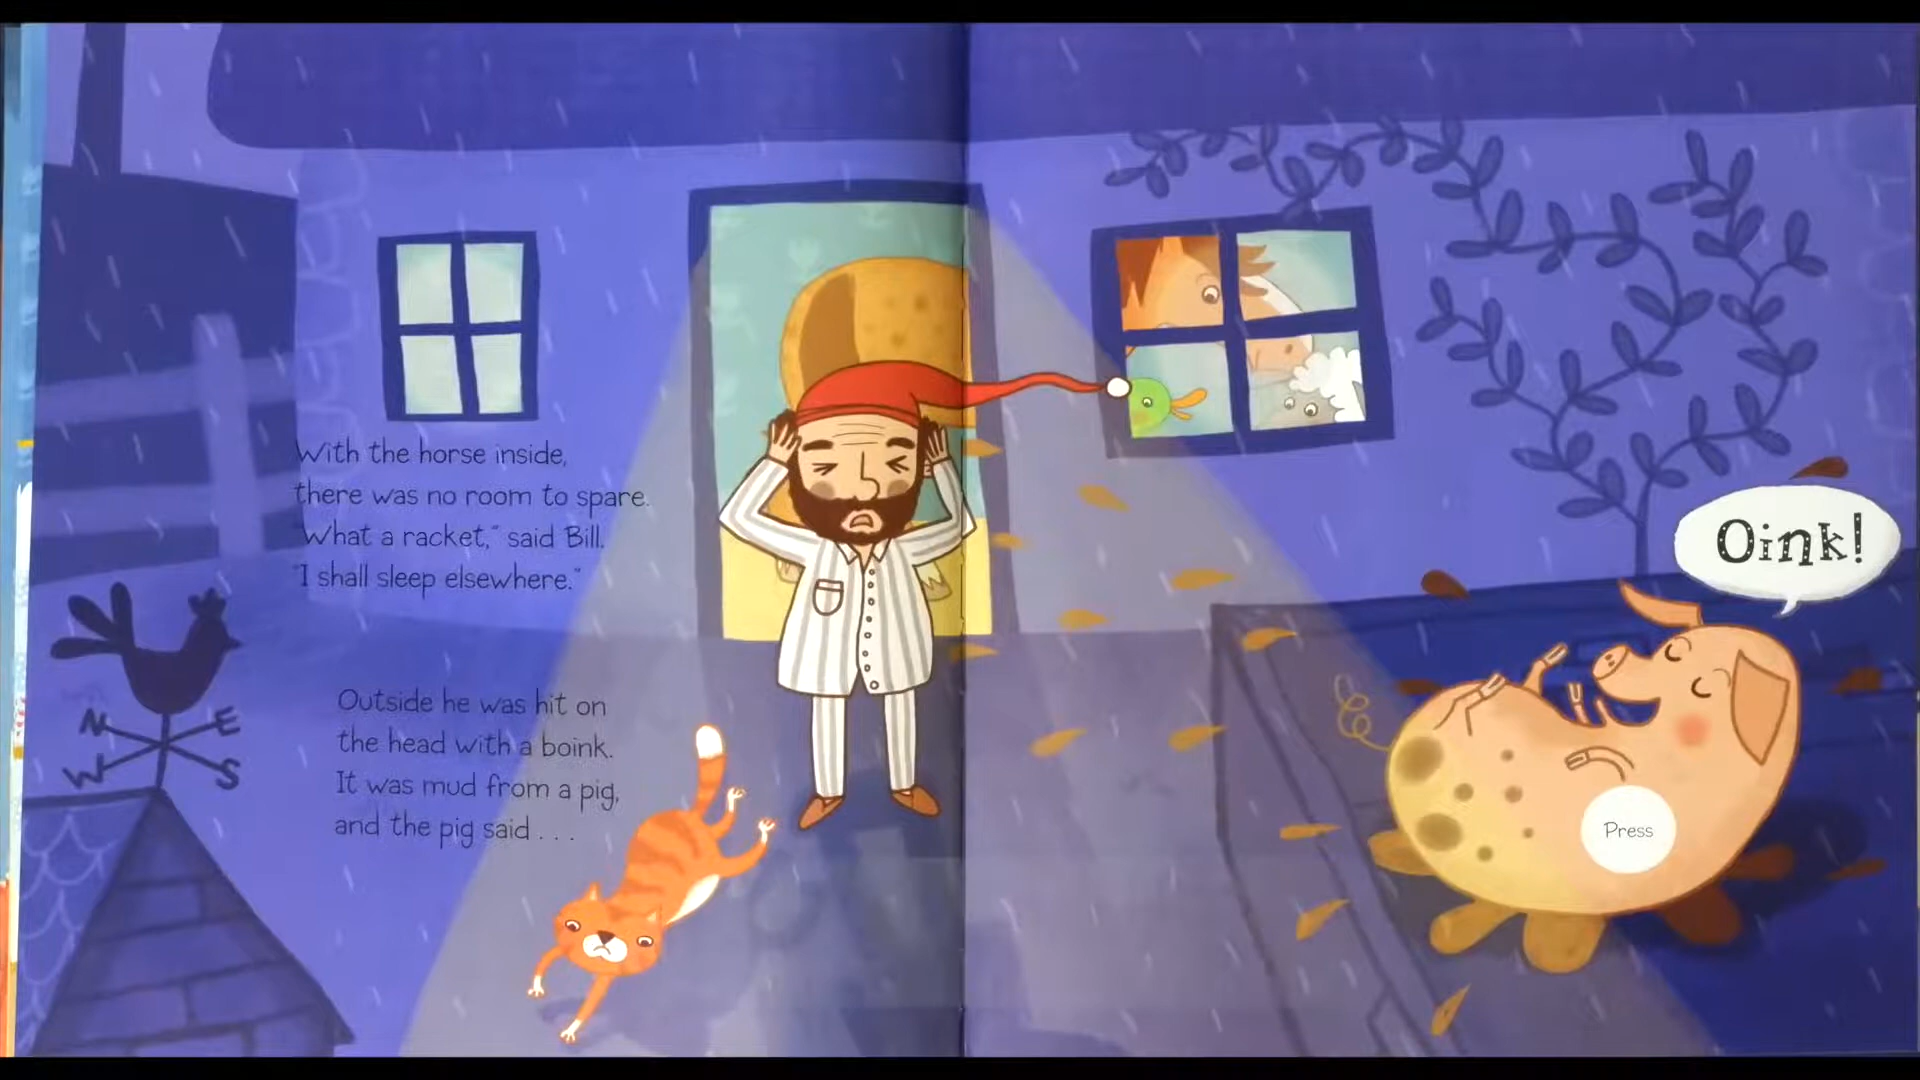 With the horse inside,
there was no room to spare.
"What a racket," said Bill.
"I shall sleep elsewhere."
Outside he was hit on
the head with a boink.
It was mud from a pig,
and the pig said . . .
Oink!
Press
N
E
W
S